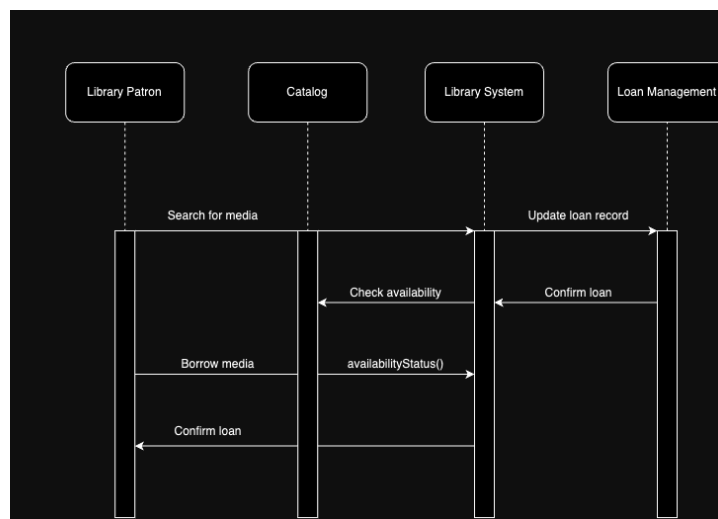 Library Patron
Catalog
Library System
Loan Management
Search for media
Update loan record
Check availability
Confirm loan
Borrow media
availabilityStatus()
Confirm loan